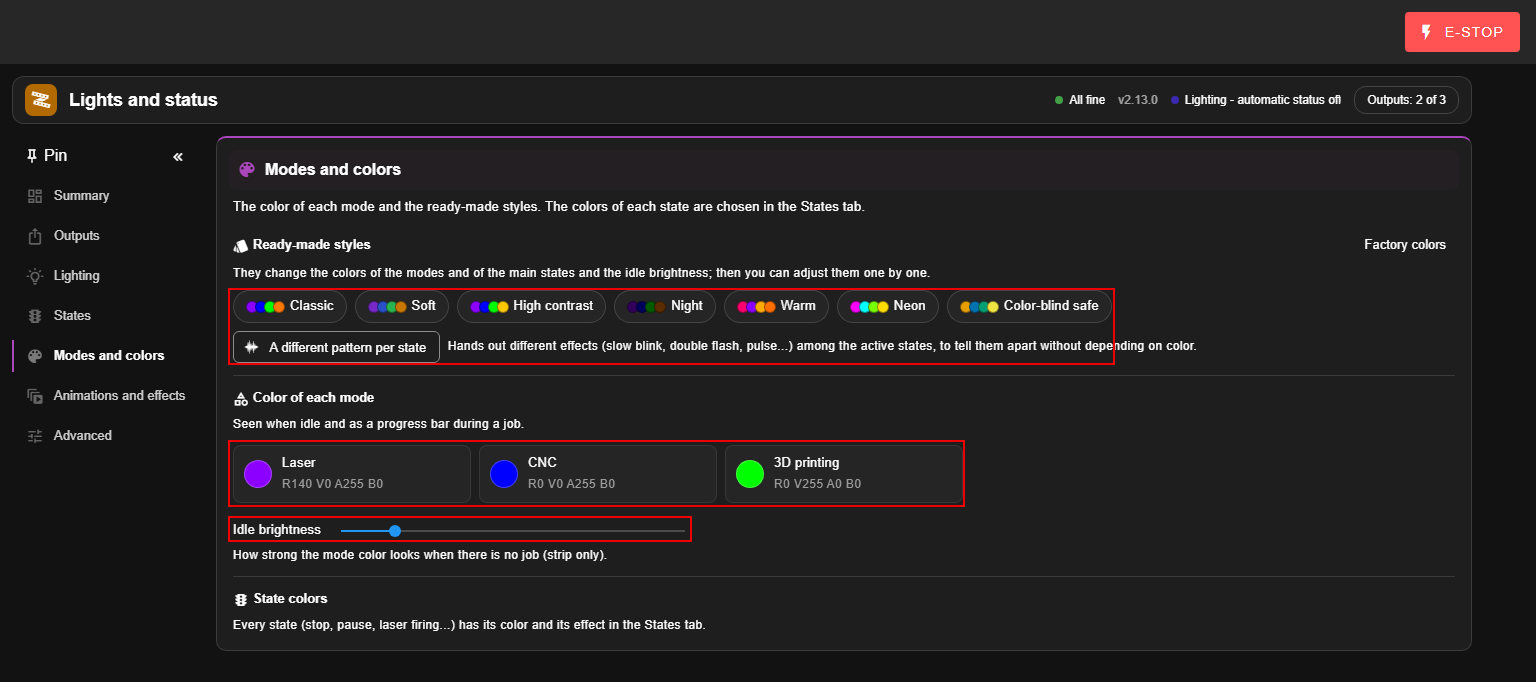 E-STOP
Lights and status
All fine v2.13.0 Lighting - automatic status off Outputs: 2 of 3
Pin
Summary
Outputs
Lighting
States
Modes and colors
Animations and effects
Advanced
Modes and colors
The color of each mode and the ready-made styles. The colors of each state are chosen in the States tab.
Ready-made styles Factory colors
They change the colors of the modes and of the main states and the idle brightness; then you can adjust them one by one.
Classic Soft High contrast Night Warm Neon Color-blind safe
A different pattern per state Hands out different effects (slow blink, double flash, pulse...) among the active states, to tell them apart without depending on color.
Color of each mode
Seen when idle and as a progress bar during a job.
Laser
R140 V0 A255 B0
CNC
R0 V0 A255 B0
3D printing
R0 V255 A0 B0
Idle brightness
How strong the mode color looks when there is no job (strip only).
State colors
Every state (stop, pause, laser firing...) has its color and its effect in the States tab.